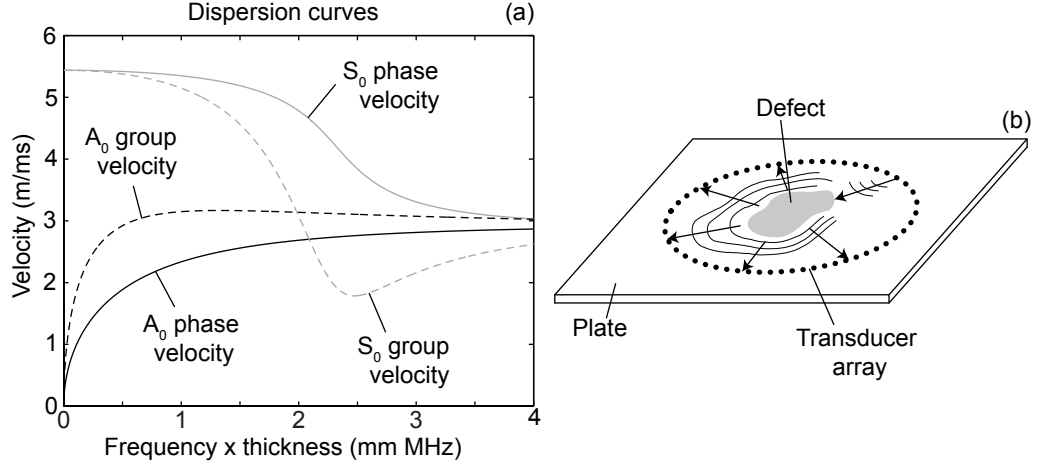 Dispersion curves
(a)
6
5
4
3
2
1
0
Velocity (m/ms)
S0 phase
velocity
A0 group
velocity
A0 phase
velocity
S0 group
velocity
0
1
2
3
4
Frequency x thickness (mm MHz)
(b)
Defect
Plate
Transducer
array